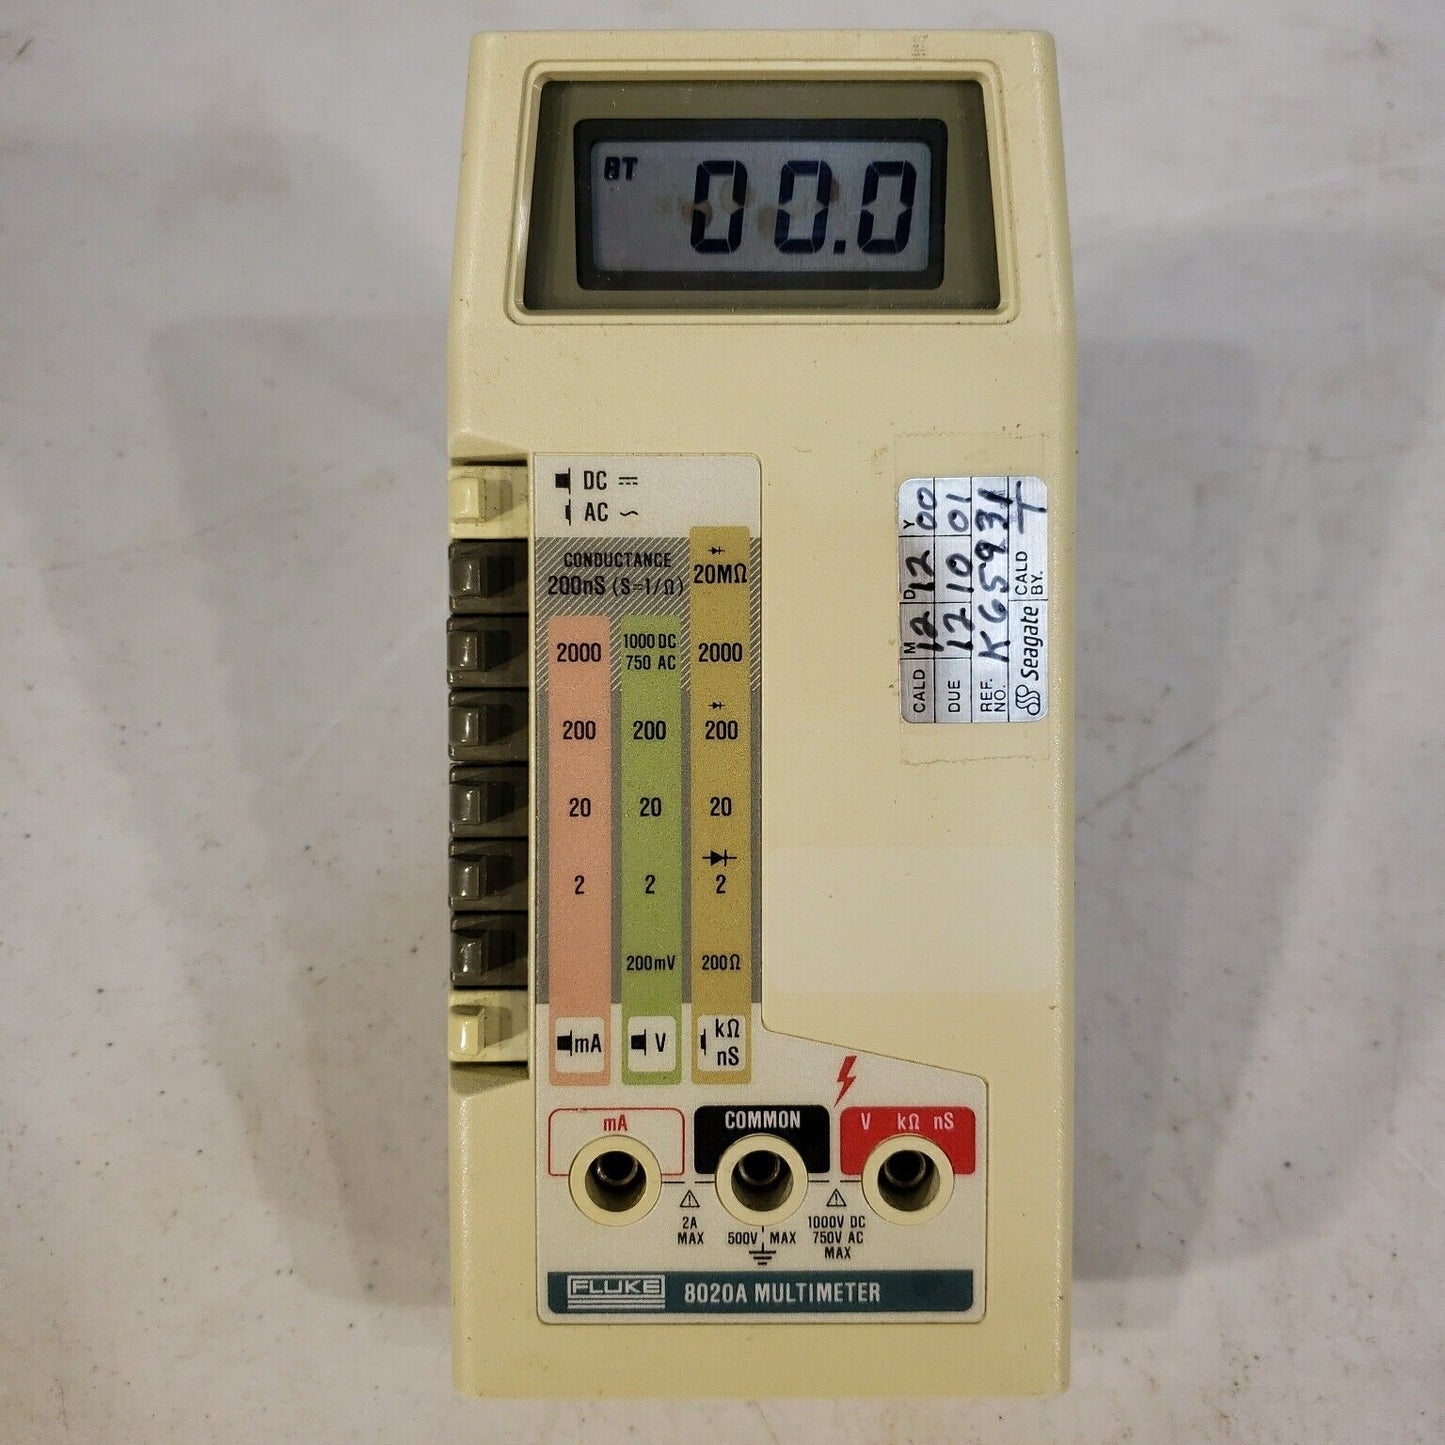 BT 00.0
DC
AC
CONDUCTANCE
200nS (S=1/Ω)
20MΩ
2000 1000 DC 2000
750 AC
200 200 200
20 20 20
2 2 2
200mV 200Ω
mA V kΩ
nS
mA COMMON V kΩ nS
2A
MAX
500V MAX
1000V DC
750V AC
MAX
FLUKE 8020A MULTIMETER
M D Y
CALD 12 12 00
DUE 12 10 01
REF. NO. K65931
Seagate CALD BY.